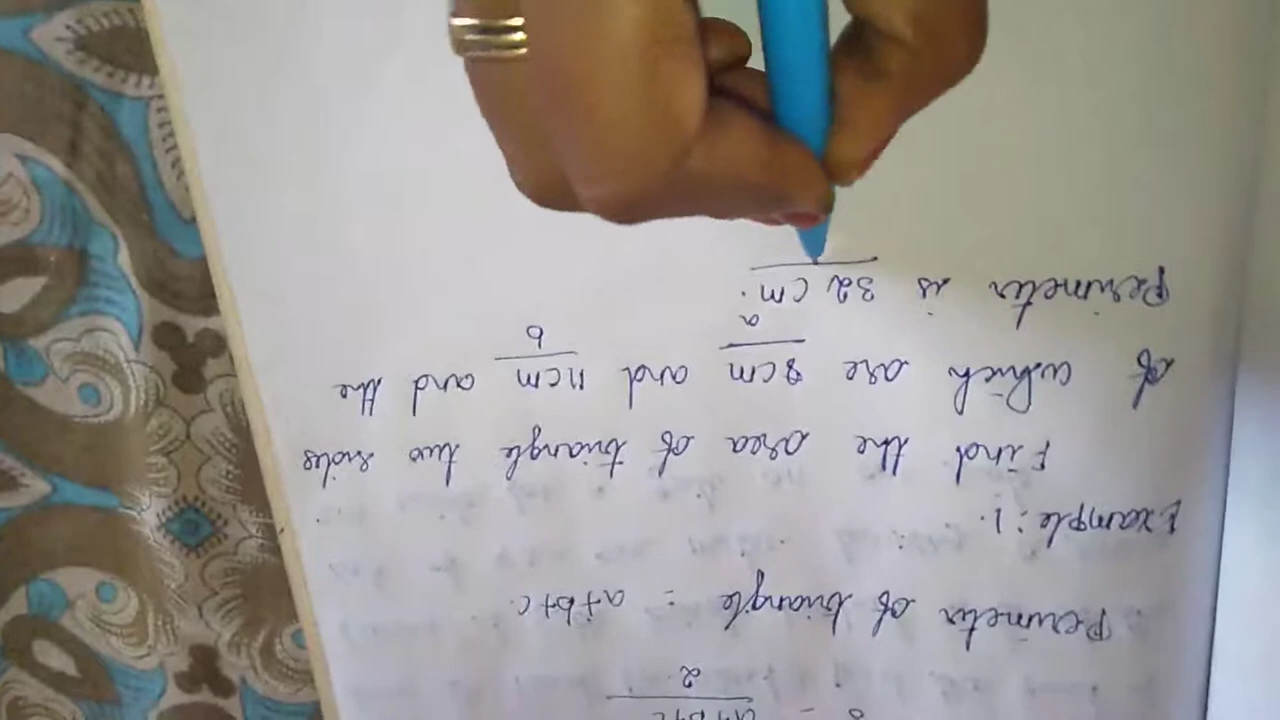 s = a+b+c
2
Perimeter of triangle = a+b+c.
Example: 1.
Find the area of triangle two sides
of which are 8cm and 11cm and the
a b
Perimeter is 32 cm.